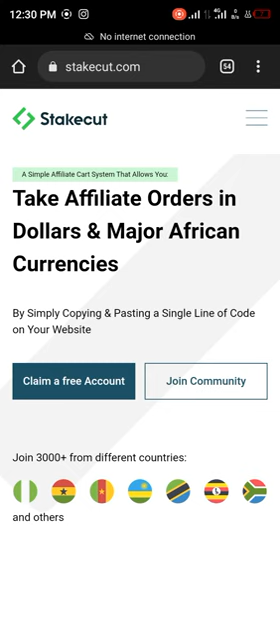 12:30 PM
No internet connection
stakecut.com
54
Stakecut
A Simple Affiliate Cart System That Allows You:
Take Affiliate Orders in
Dollars & Major African
Currencies
By Simply Copying & Pasting a Single Line of Code
on Your Website
Claim a free Account
Join Community
Join 3000+ from different countries:
and others